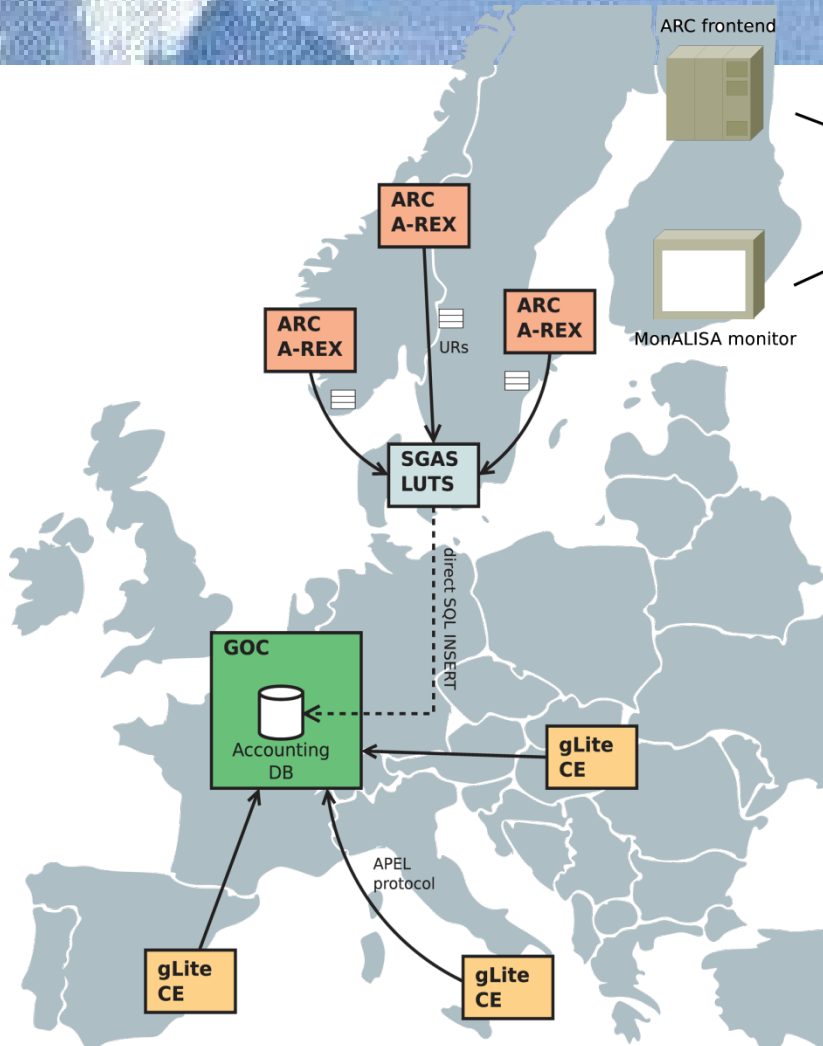 ARC frontend
ARC
A-REX
MonALISA monitor
ARC
A-REX
URs
ARC
A-REX
SGAS
LUTS
direct SQL INSERT
GOC
Accounting
DB
gLite
CE
APEL
protocol
gLite
CE
gLite
CE